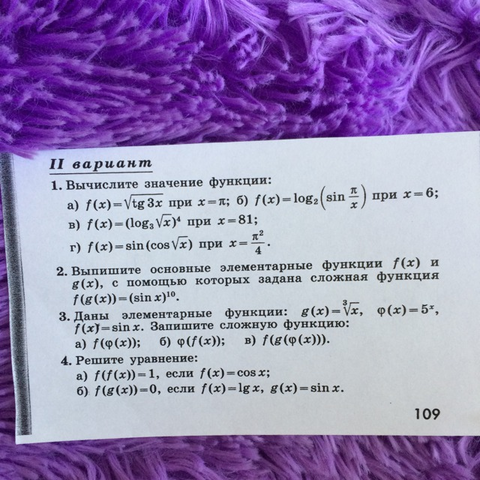 II вариант
1. Вычислите значение функции:
а) f(x)=√tg 3x при x=π; б) f(x)=log₂(sin π/x) при x=6;
в) f(x)=(log₃√x)⁴ при x=81;
г) f(x)=sin(cos√x) при x=π²/4.
2. Выпишите основные элементарные функции f(x) и
g(x), с помощью которых задана сложная функция
f(g(x))=(sin x)¹⁰.
3. Даны элементарные функции: g(x)=∛x, φ(x)=5ˣ,
f(x)=sin x. Запишите сложную функцию:
а) f(φ(x)); б) φ(f(x)); в) f(g(φ(x))).
4. Решите уравнение:
а) f(f(x))=1, если f(x)=cos x;
б) f(g(x))=0, если f(x)=lg x, g(x)=sin x.
109